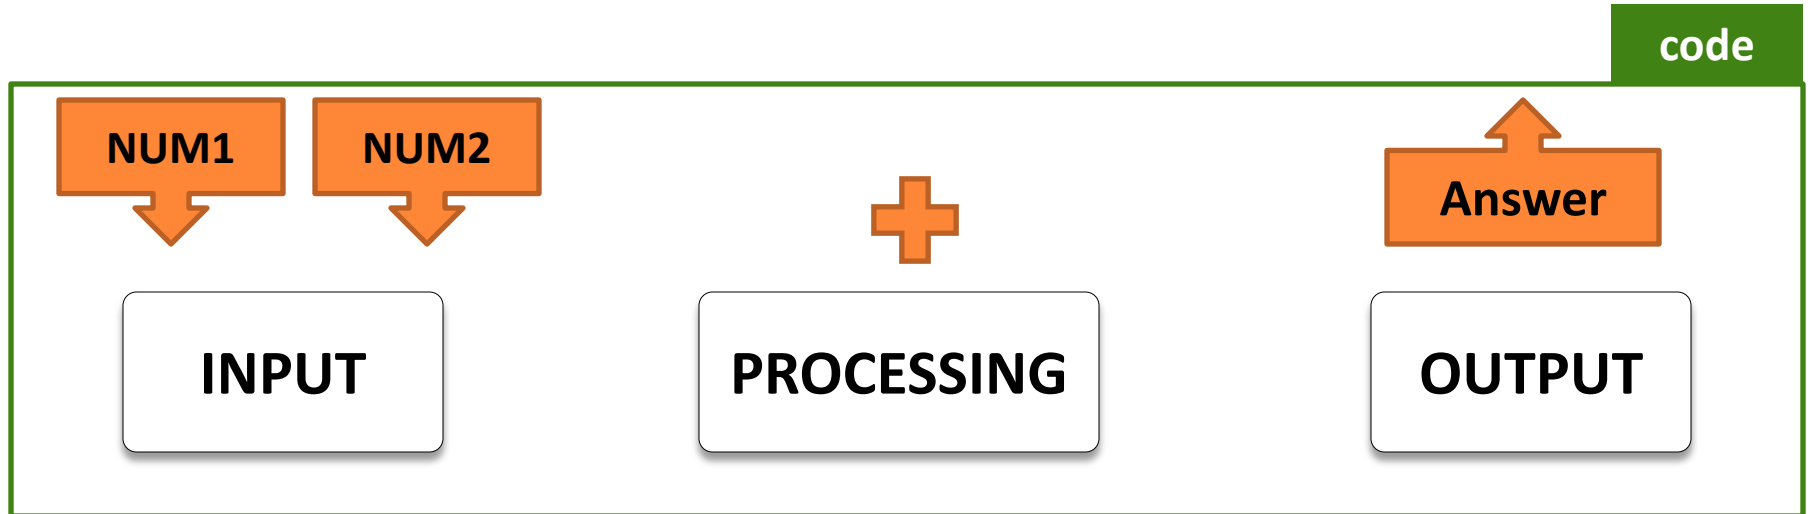 code
NUM1
NUM2
Answer
INPUT
PROCESSING
OUTPUT